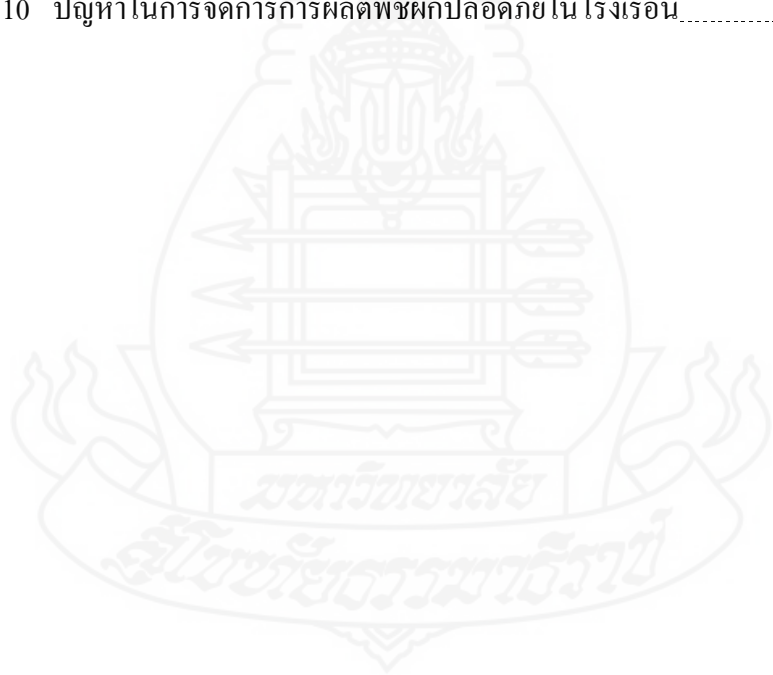 10 ปัญหาในการจัดการการผลิตพืชผักปลอดภัยในโรงเรือน
มหาวิทยาลัย
สุโขทัยธรรมาธิราช